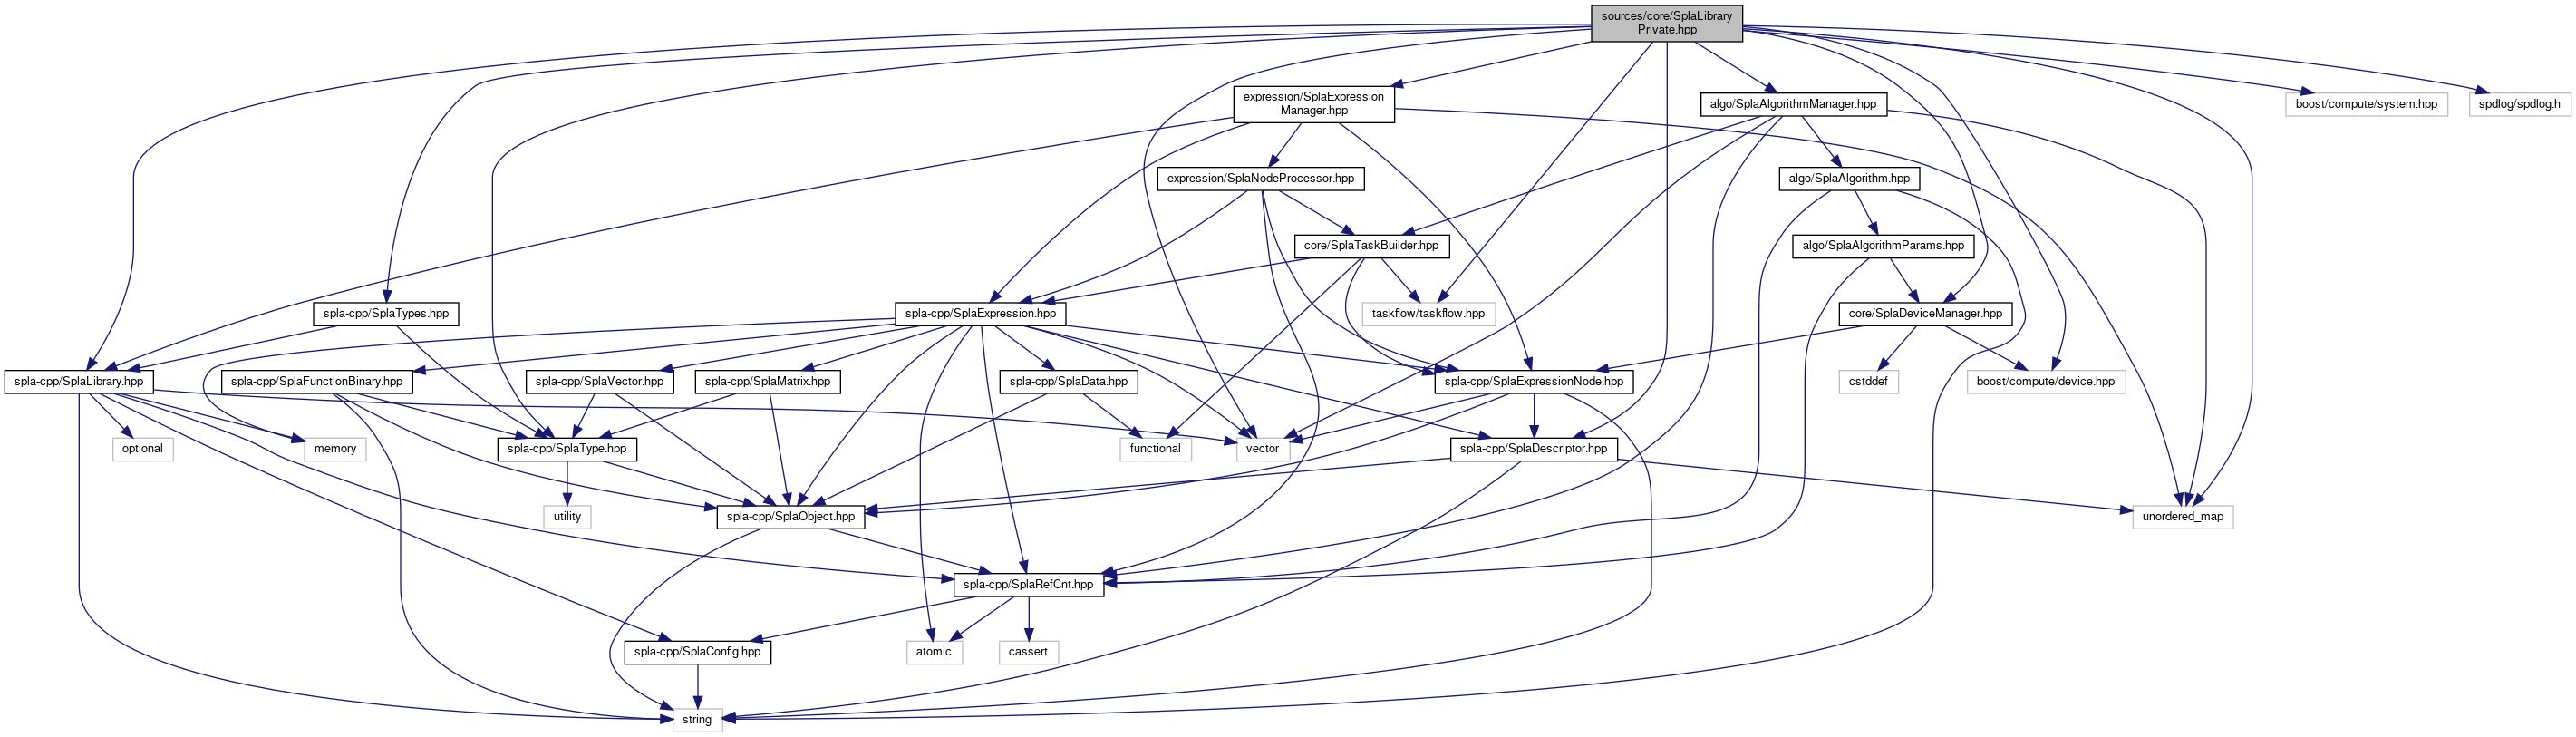 sources/core/SplaLibrary
Private.hpp
expression/SplaExpression
Manager.hpp
algo/SplaAlgorithmManager.hpp
boost/compute/system.hpp
spdlog/spdlog.h
expression/SplaNodeProcessor.hpp
algo/SplaAlgorithm.hpp
core/SplaTaskBuilder.hpp
algo/SplaAlgorithmParams.hpp
spla-cpp/SplaTypes.hpp
spla-cpp/SplaExpression.hpp
taskflow/taskflow.hpp
core/SplaDeviceManager.hpp
spla-cpp/SplaLibrary.hpp
spla-cpp/SplaFunctionBinary.hpp
spla-cpp/SplaVector.hpp
spla-cpp/SplaMatrix.hpp
spla-cpp/SplaData.hpp
spla-cpp/SplaExpressionNode.hpp
cstddef
boost/compute/device.hpp
optional
memory
spla-cpp/SplaType.hpp
functional
vector
spla-cpp/SplaDescriptor.hpp
utility
spla-cpp/SplaObject.hpp
unordered_map
spla-cpp/SplaRefCnt.hpp
spla-cpp/SplaConfig.hpp
atomic
cassert
string